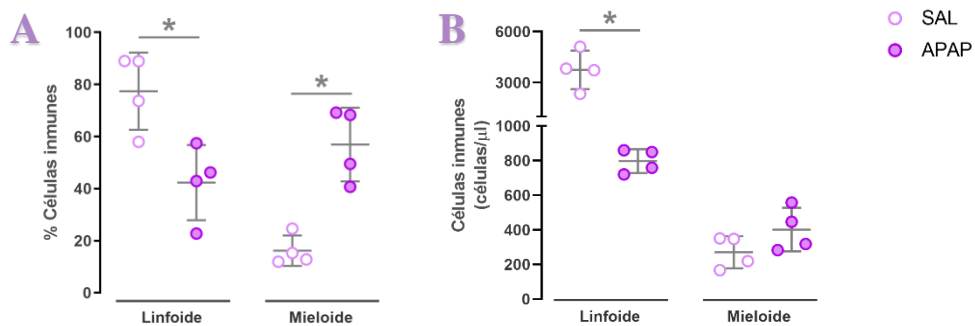 A
% Células inmunes
100
80
60
40
20
0
*
*
Linfoide
Mieloide
B
Células inmunes
(células/µl)
6000
3000
1000
800
600
400
200
0
*
Linfoide
Mieloide
SAL
APAP